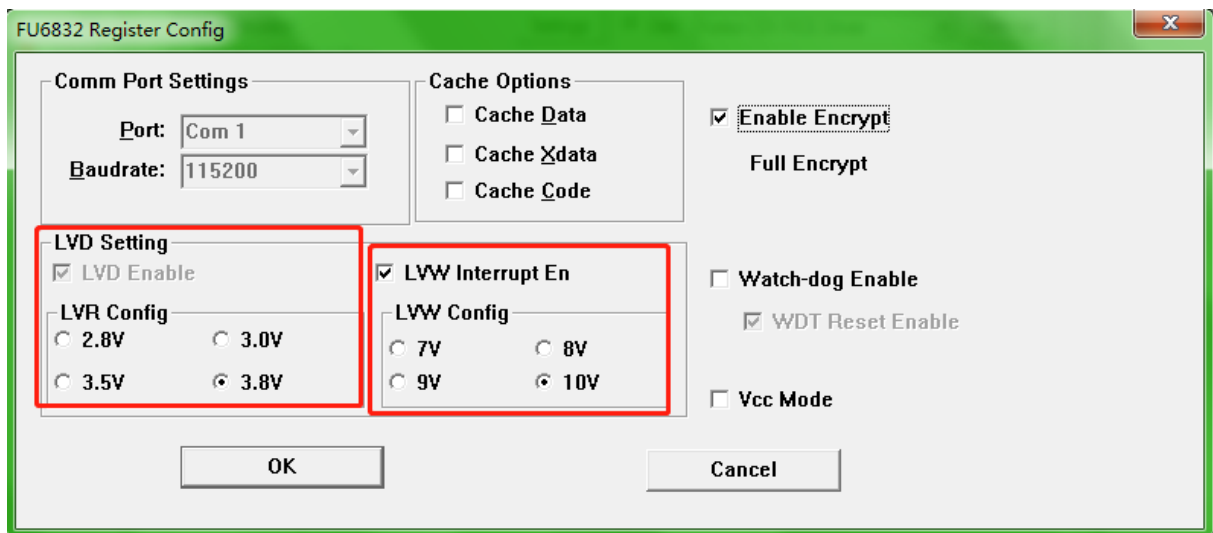 FU6832 Register Config
Comm Port Settings
Port: Com 1
Baudrate: 115200
Cache Options
Cache Data
Cache Xdata
Cache Code
Enable Encrypt
Full Encrypt
LVD Setting
LVD Enable
LVR Config
2.8V 3.0V
3.5V 3.8V
LVW Interrupt En
LVW Config
7V 8V
9V 10V
Watch-dog Enable
WDT Reset Enable
Vcc Mode
OK
Cancel